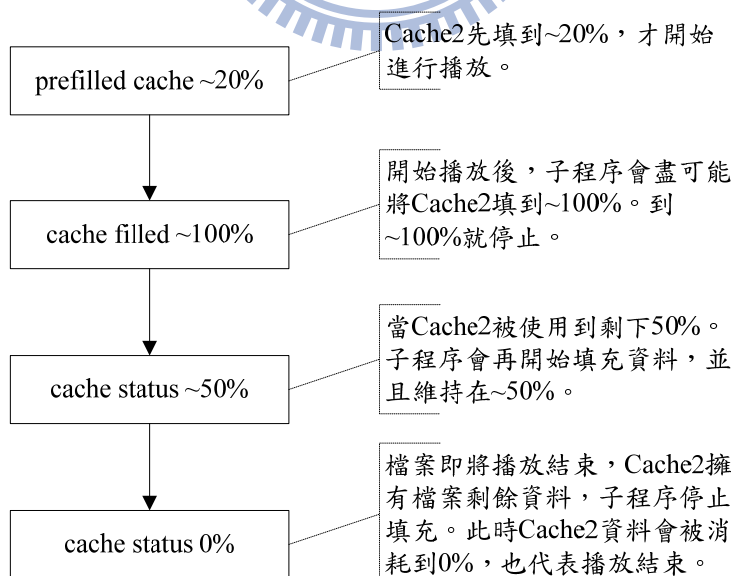 prefilled cache ~20%
Cache2先填到~20%，才開始
進行播放。
cache filled ~100%
開始播放後，子程序會盡可能
將Cache2填到~100%。到
~100%就停止。
cache status ~50%
當Cache2被使用到剩下50%。
子程序會再開始填充資料，並
且維持在~50%。
cache status 0%
檔案即將播放結束，Cache2擁
有檔案剩餘資料，子程序停止
填充。此時Cache2資料會被消
耗到0%，也代表播放結束。